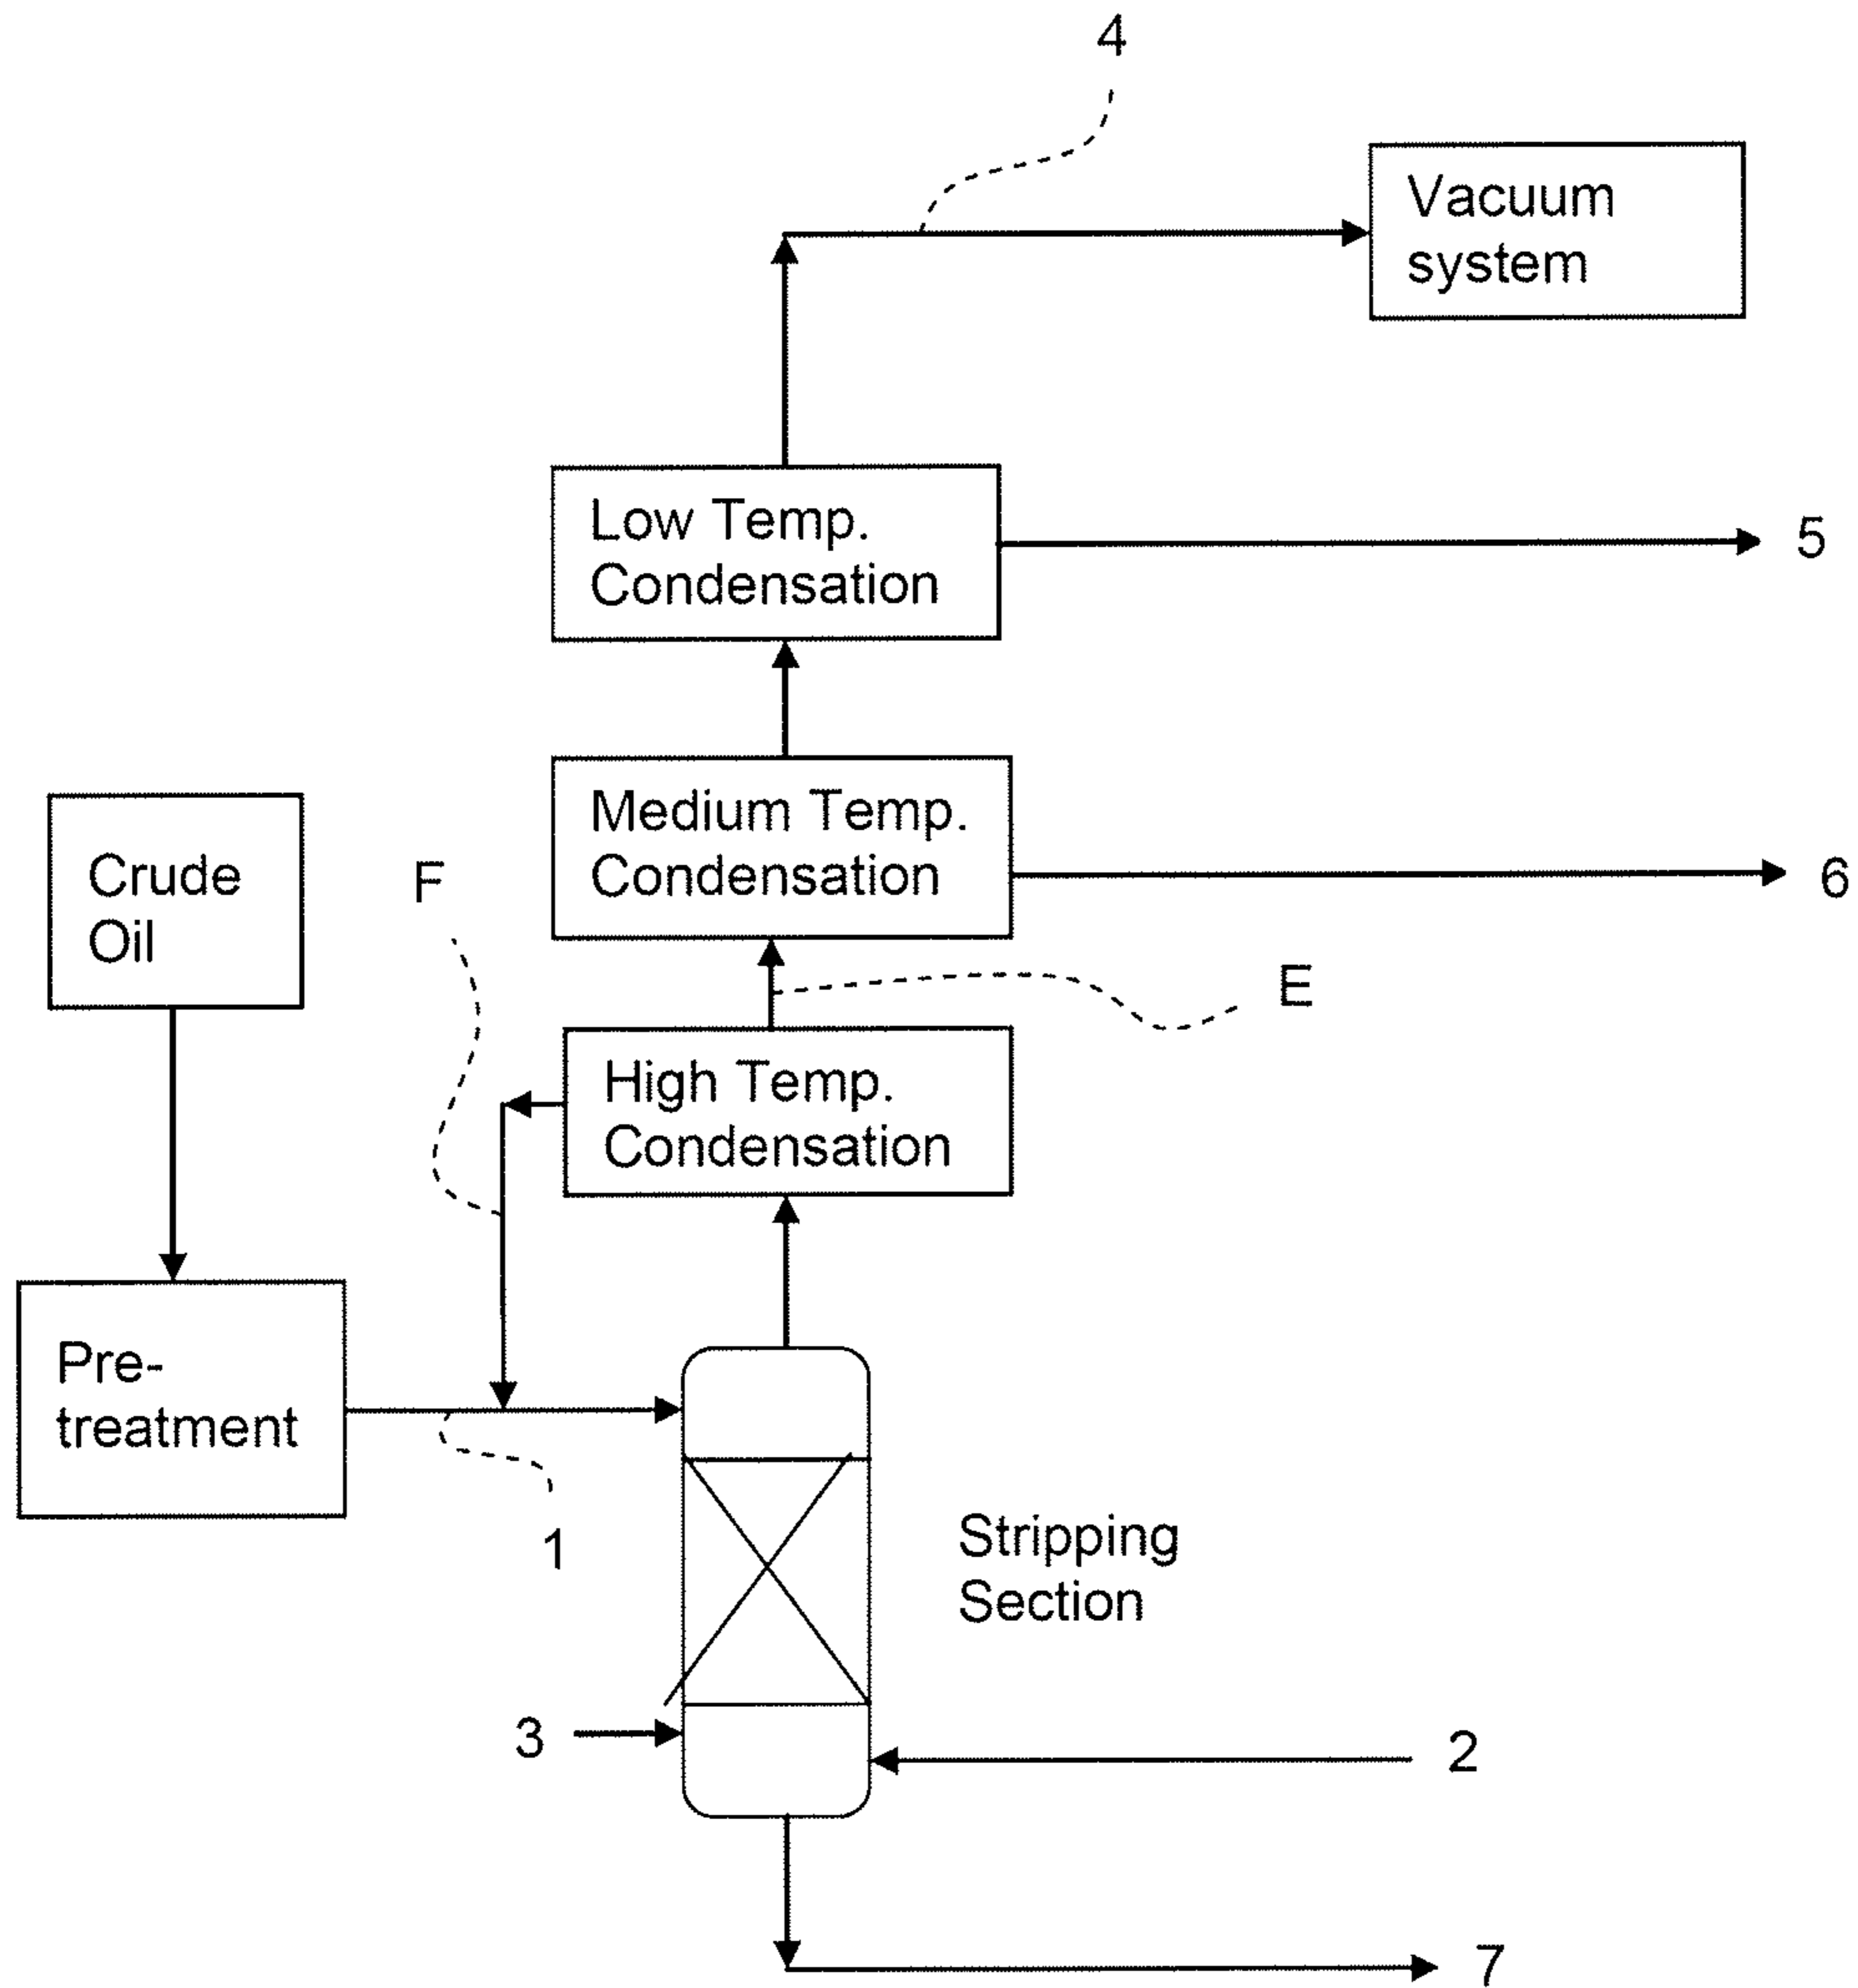 4
Vacuum
system
Low Temp.
Condensation
5
Medium Temp.
Condensation
6
Crude
Oil
F
E
High Temp.
Condensation
Pre-
treatment
1
Stripping
Section
3
2
7